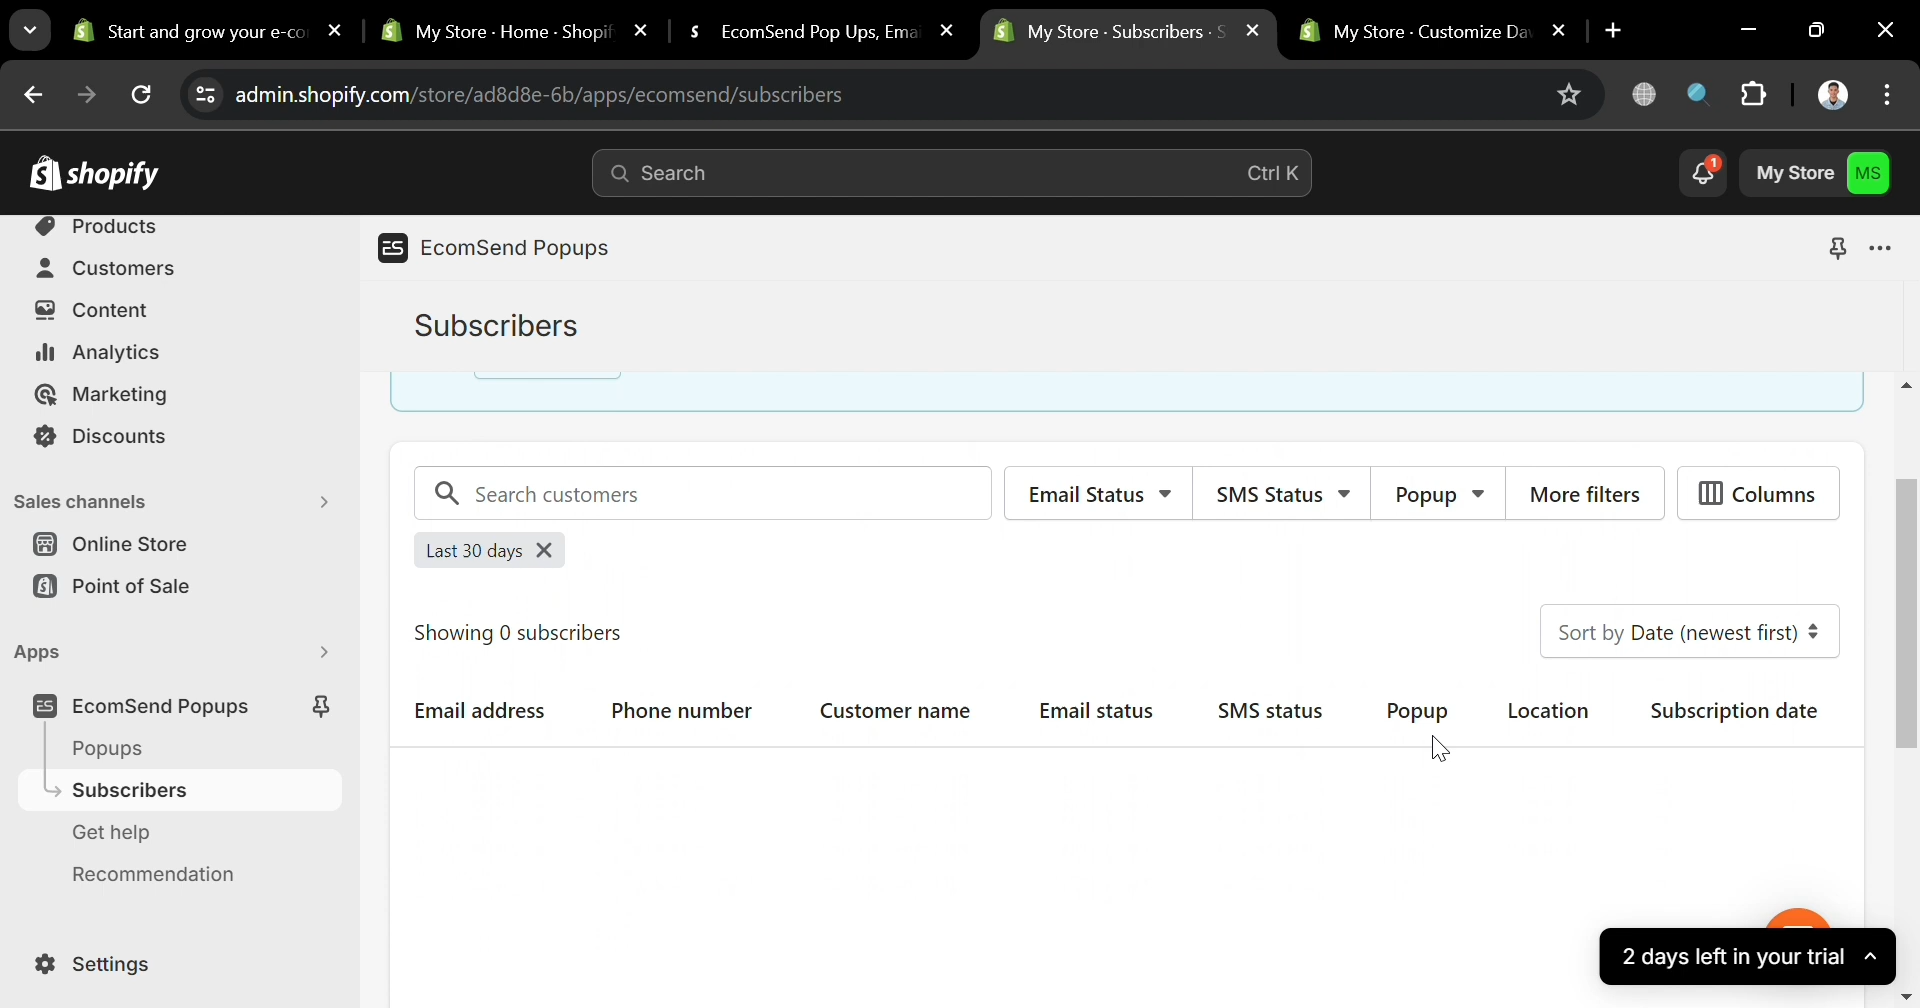 Start and grow your e-co
My Store · Home · Shopif
EcomSend Pop Ups, Emai
My Store · Subscribers · S
My Store · Customize Da
admin.shopify.com/store/ad8d8e-6b/apps/ecomsend/subscribers
shopify
Search
Ctrl K
1
My Store
MS
Products
Customers
Content
Analytics
Marketing
Discounts
Sales channels
Online Store
Point of Sale
Apps
ES EcomSend Popups
Popups
Subscribers
Get help
Recommendation
Settings
ES EcomSend Popups
Subscribers
Search customers
Email Status
SMS Status
Popup
More filters
Columns
Last 30 days
Showing 0 subscribers
Sort by Date (newest first)
Email address Phone number Customer name Email status SMS status Popup Location Subscription date
2 days left in your trial